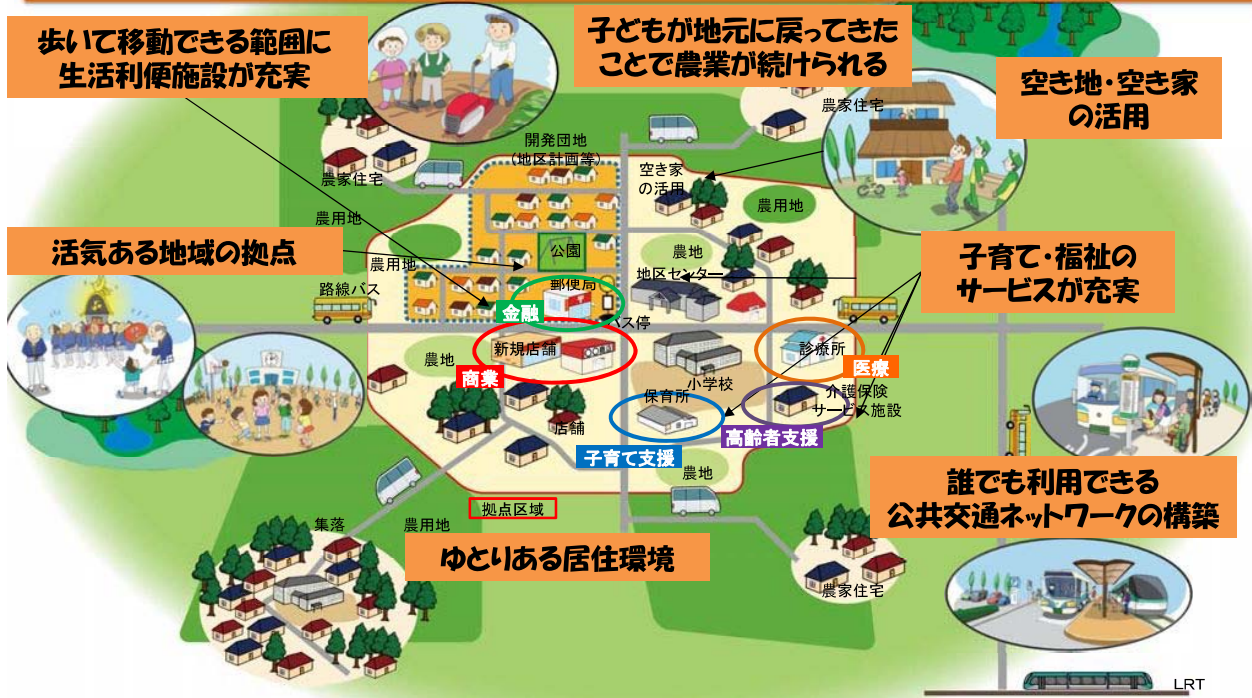 歩いて移動できる範囲に
生活利便施設が充実
子どもが地元に戻ってきた
ことで農業が続けられる
空き地・空き家
の活用
農家住宅
開発団地
(地区計画等)
空き家
の活用
農家住宅
農用地
農用地
活気ある地域の拠点
農用地
公園
農地
地区センター
子育て・福祉の
サービスが充実
路線バス
郵便局
金融
バス停
農地
新規店舗
商業
小学校
診療所
医療
保育所
介護保険
サービス施設
店舗
子育て支援
高齢者支援
農地
拠点区域
集落
農用地
ゆとりある居住環境
誰でも利用できる
公共交通ネットワークの構築
農家住宅
LRT